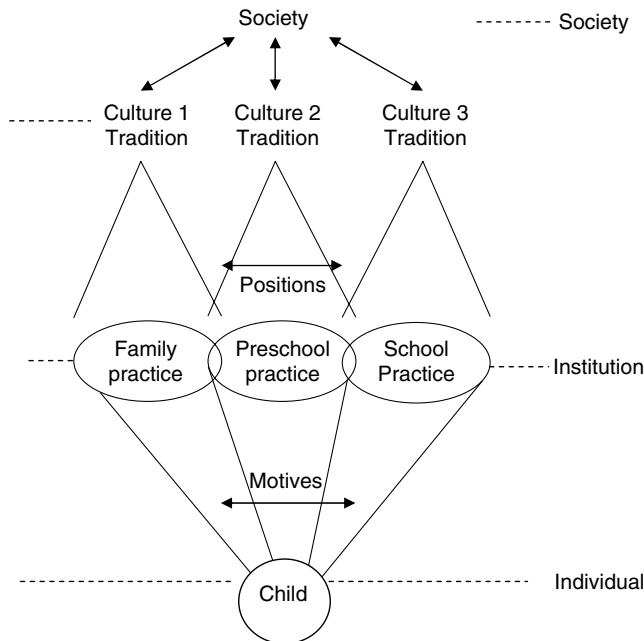 Society
Society
Culture 1
Tradition
Culture 2
Tradition
Culture 3
Tradition
Positions
Family
practice
Preschool
practice
School
Practice
Institution
Motives
Child
Individual